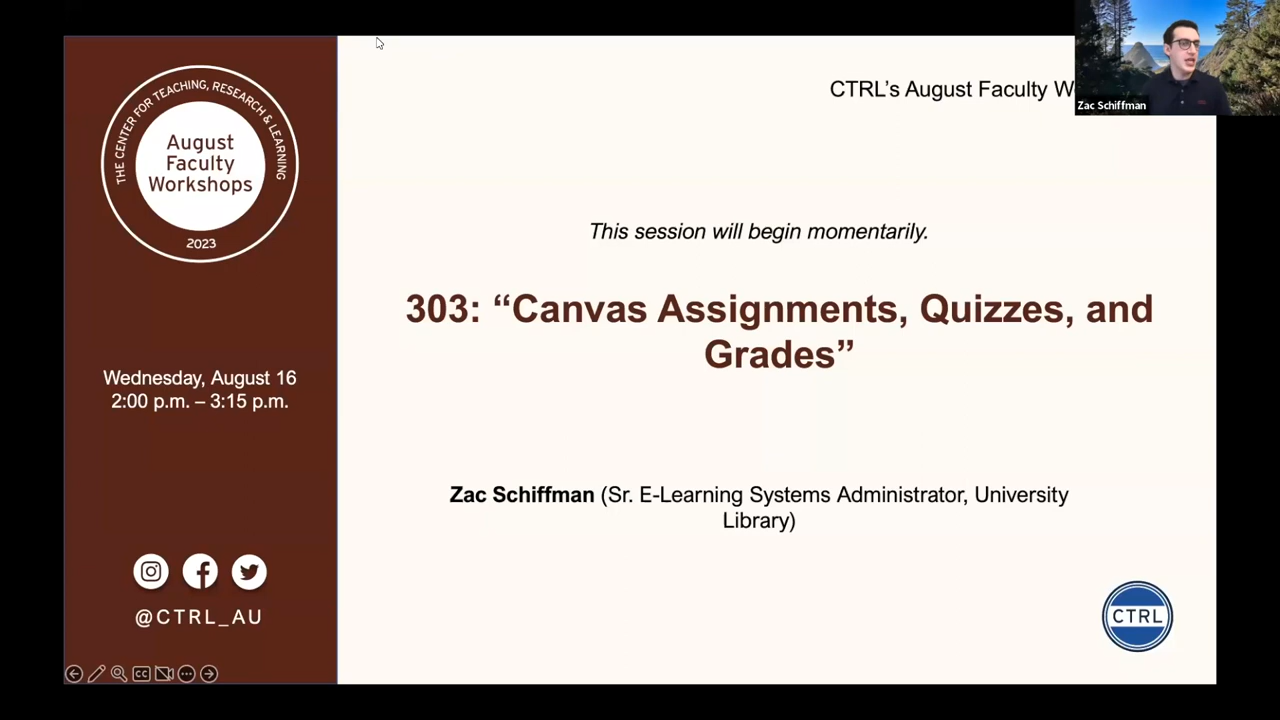 THE CENTER FOR TEACHING, RESEARCH & LEARNING
August
Faculty
Workshops
2023
Wednesday, August 16
2:00 p.m. – 3:15 p.m.
@CTRL_AU
CC
CTRL’s August Faculty
Zac Schiffman
This session will begin momentarily.
303: “Canvas Assignments, Quizzes, and
Grades”
Zac Schiffman (Sr. E-Learning Systems Administrator, University
Library)
CTRL